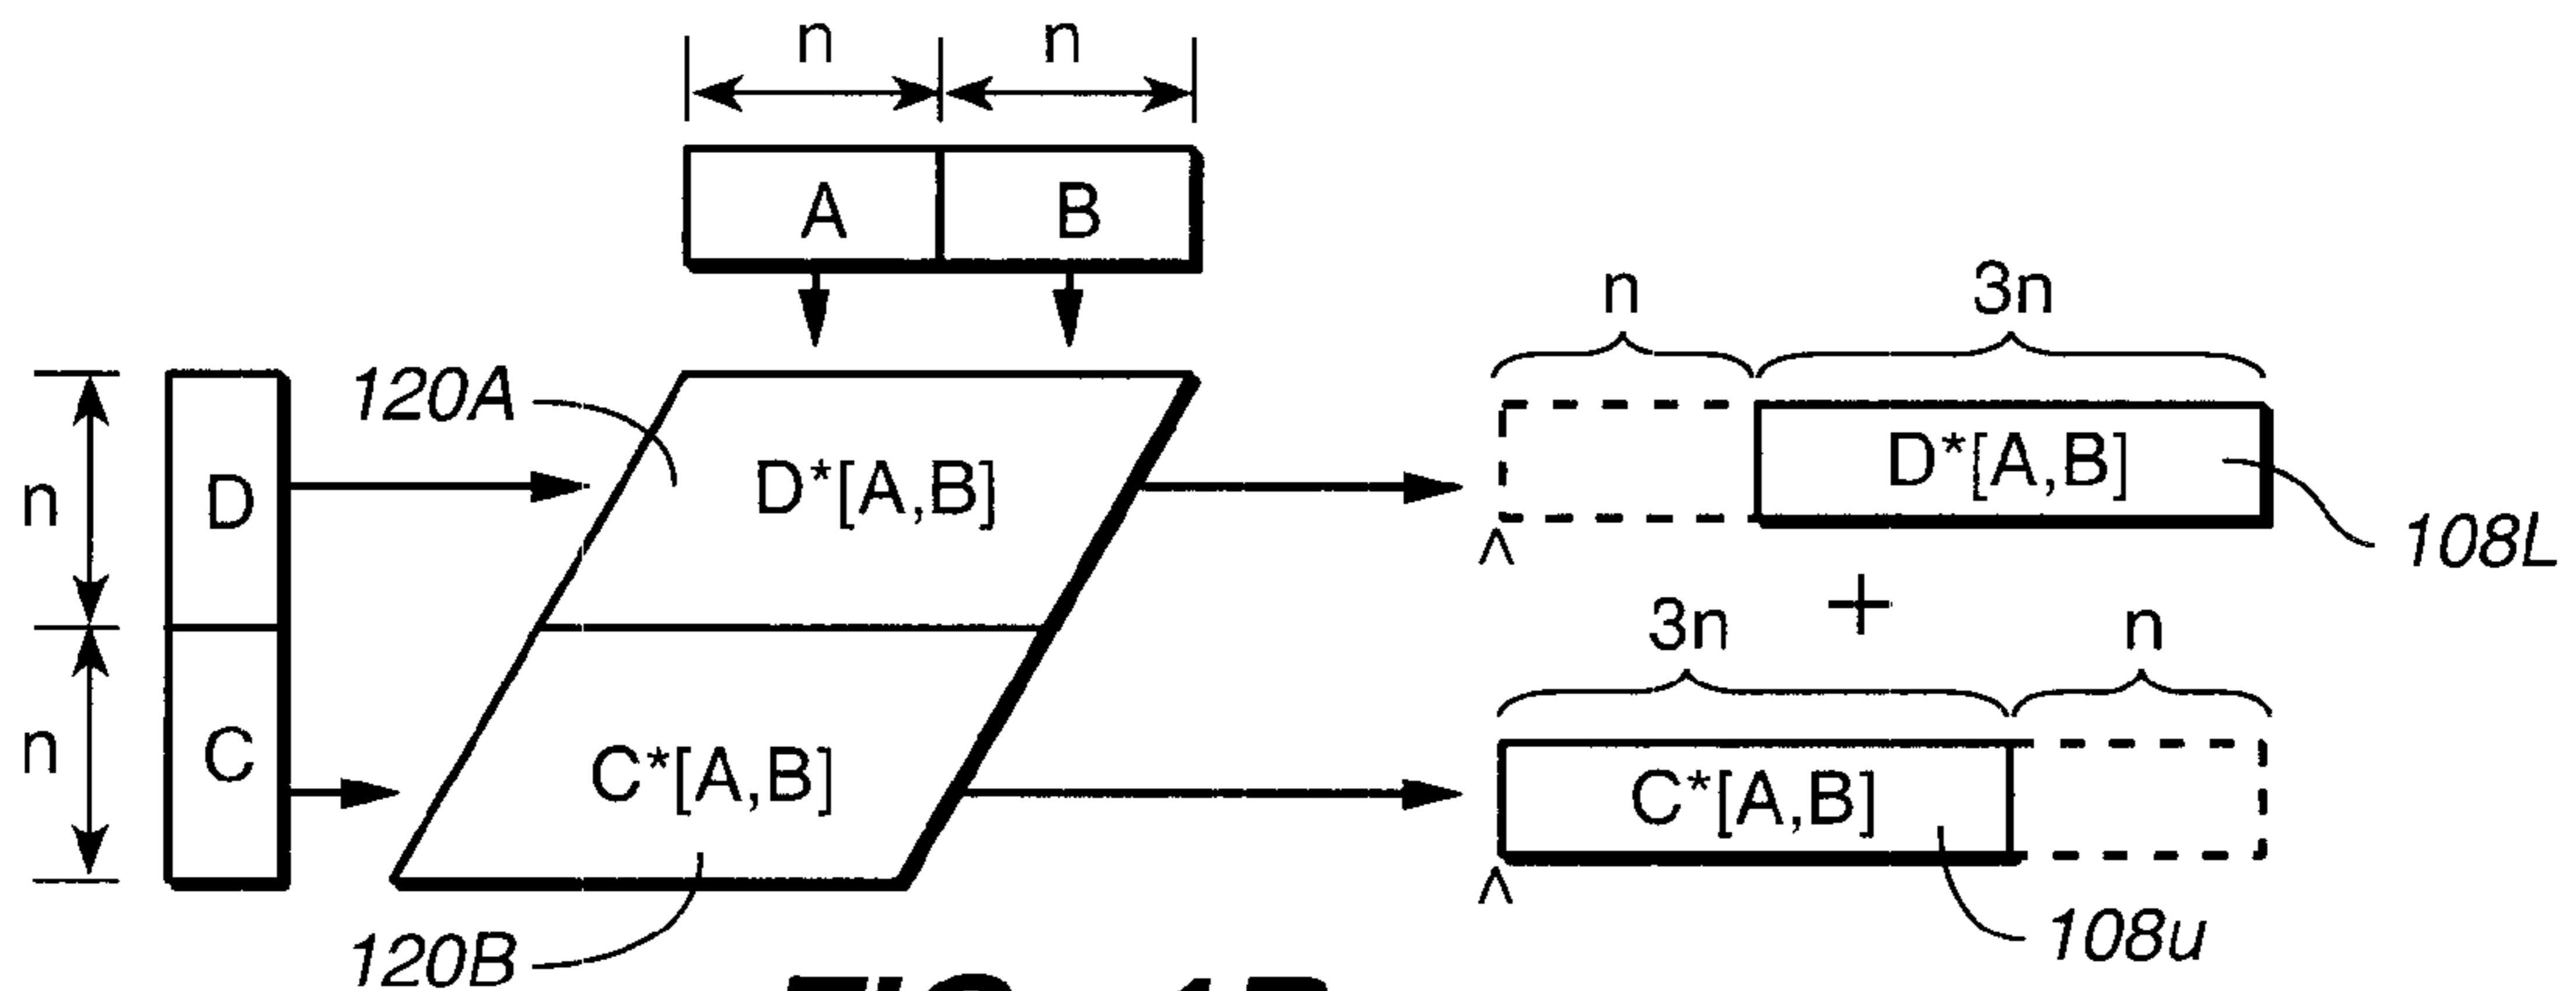 n n
A B
n 3n
120A
D D*[A,B] D*[A,B]
n
108L
^
+
3n n
C C*[A,B] C*[A,B]
n
^
108u
120B